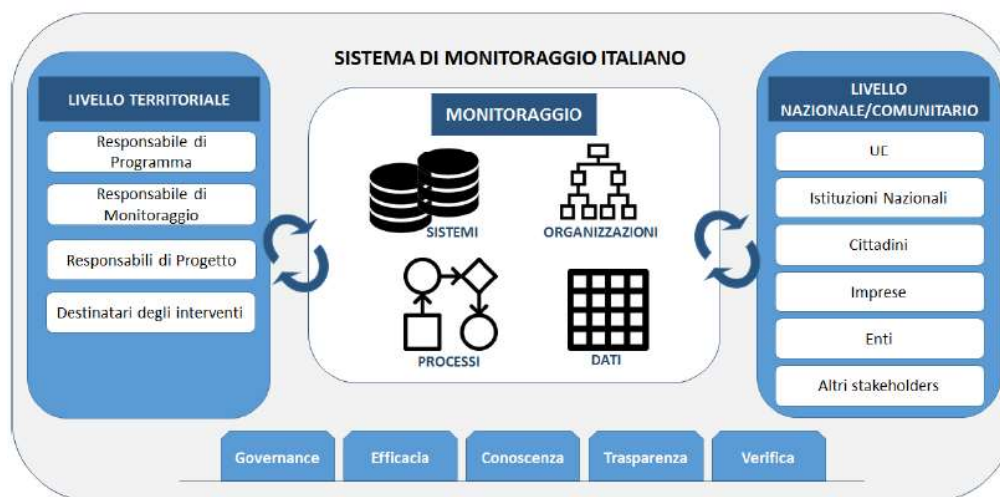 SISTEMA DI MONITORAGGIO ITALIANO
LIVELLO TERRITORIALE
Responsabile di
Programma
Responsabile di
Monitoraggio
Responsabili di Progetto
Destinatari degli interventi
MONITORAGGIO
SISTEMI
ORGANIZZAZIONI
PROCESSI
DATI
LIVELLO
NAZIONALE/COMUNITARIO
UE
Istituzioni Nazionali
Cittadini
Imprese
Enti
Altri stakeholders
Governance
Efficacia
Conoscenza
Trasparenza
Verifica